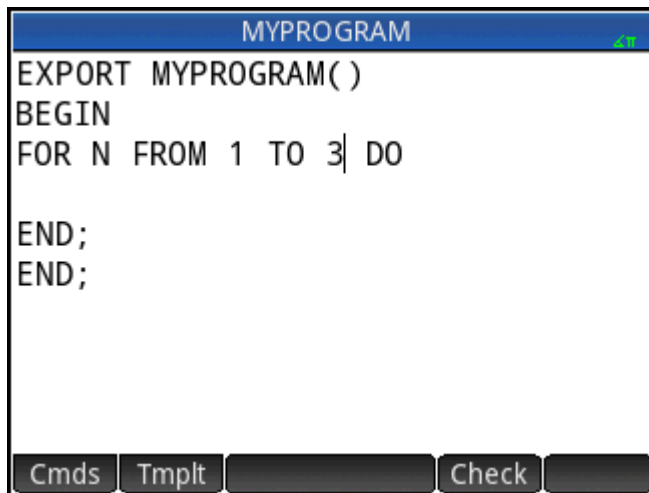 MYPROGRAM
∡π
EXPORT MYPROGRAM()
BEGIN
FOR N FROM 1 TO 3 DO
END;
END;
Cmds Tmplt Check